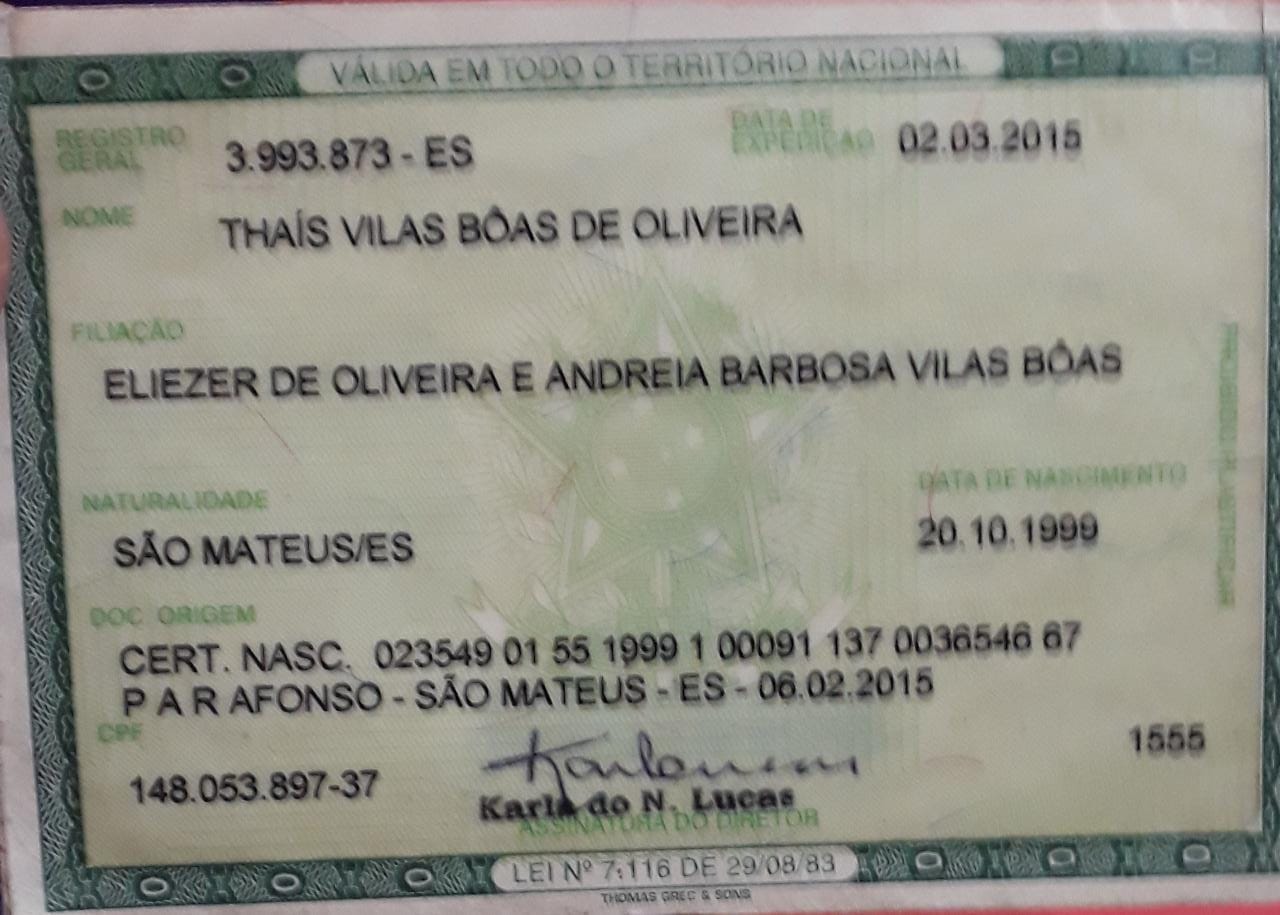 VÁLIDA EM TODO O TERRITÓRIO NACIONAL
REGISTRO GERAL 3.993.873 - ES DATA DE EXPEDIÇÃO 02.03.2015
NOME THAÍS VILAS BÔAS DE OLIVEIRA
FILIAÇÃO
ELIEZER DE OLIVEIRA E ANDREIA BARBOSA VILAS BÔAS
NATURALIDADE DATA DE NASCIMENTO
SÃO MATEUS/ES 20.10.1999
DOC ORIGEM
CERT. NASC. 023549 01 55 1999 1 00091 137 0036546 67
P A R AFONSO - SÃO MATEUS - ES - 06.02.2015
CPF
148.053.897-37 1555
Karla do N. Lucas
ASSINATURA DO DIRETOR
LEI Nº 7.116 DE 29/08/83
THOMAS GREG & SONS
PROIBIDO PLASTIFICAR